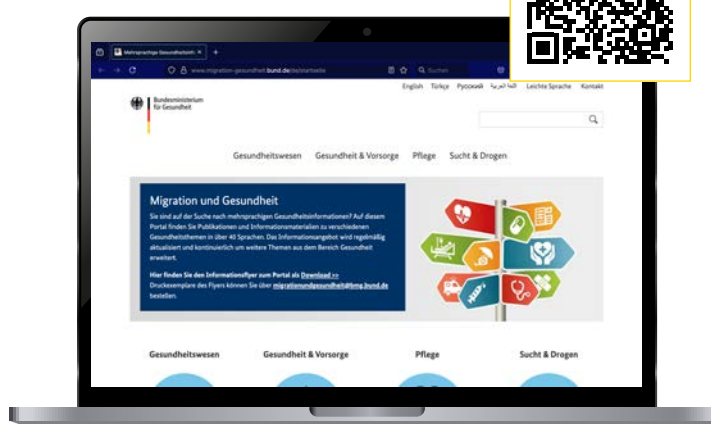 Mehrsprachige Gesundheitsinfo
www.migration-gesundheit.bund.de/de/startseite
Suchen
English Türkçe Русский اللغة العربية Leichte Sprache Kontakt
Bundesministerium
für Gesundheit
Gesundheitswesen Gesundheit & Vorsorge Pflege Sucht & Drogen
Migration und Gesundheit
Sie sind auf der Suche nach mehrsprachigen Gesundheitsinformationen? Auf diesem
Portal finden Sie Publikationen und Informationsmaterialien zu verschiedenen
Gesundheitsthemen in über 40 Sprachen. Das Informationsangebot wird regelmäßig
aktualisiert und kontinuierlich um weitere Themen aus dem Bereich Gesundheit
erweitert.
Hier finden Sie den Informationsflyer zum Portal als Download >>
Druckexemplare des Flyers können Sie über migrationundgesundheit@bmg.bund.de
bestellen.
Gesundheitswesen Gesundheit & Vorsorge Pflege Sucht & Drogen